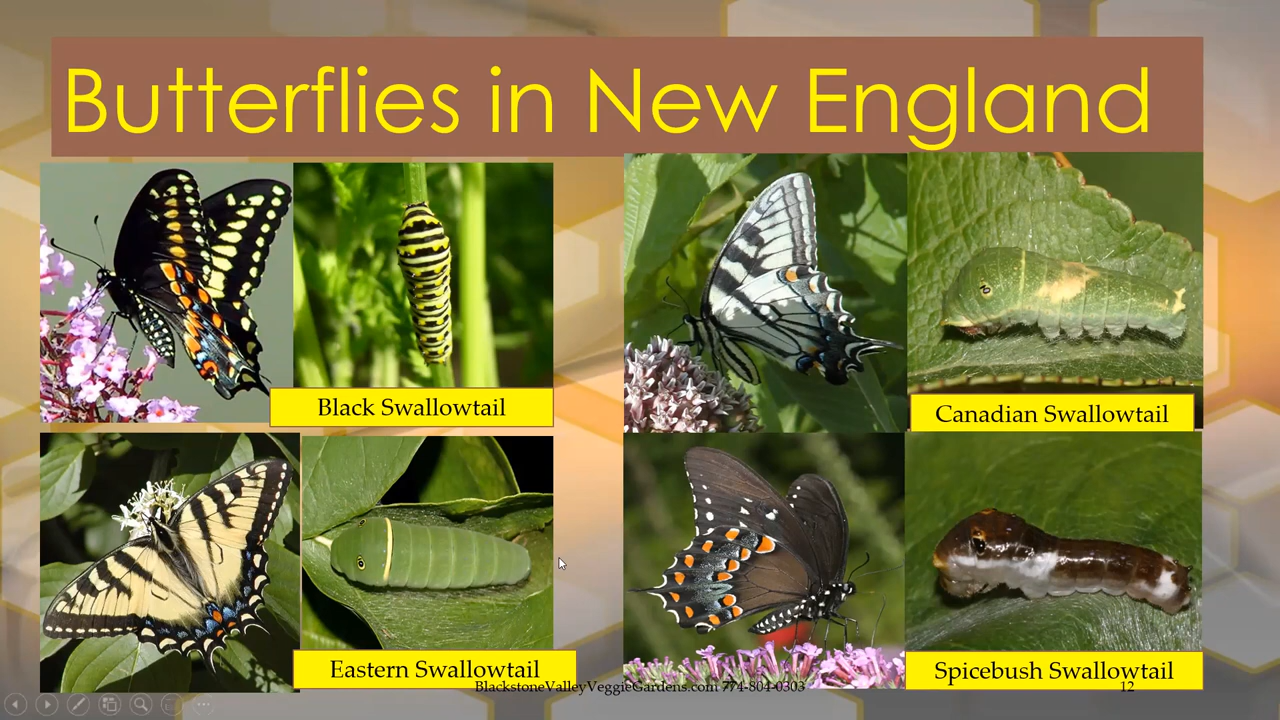 Butterflies in New England
Black Swallowtail
Canadian Swallowtail
Eastern Swallowtail
Spicebush Swallowtail
BlackstoneValleyVeggieGardens.com 774-804-0303
12